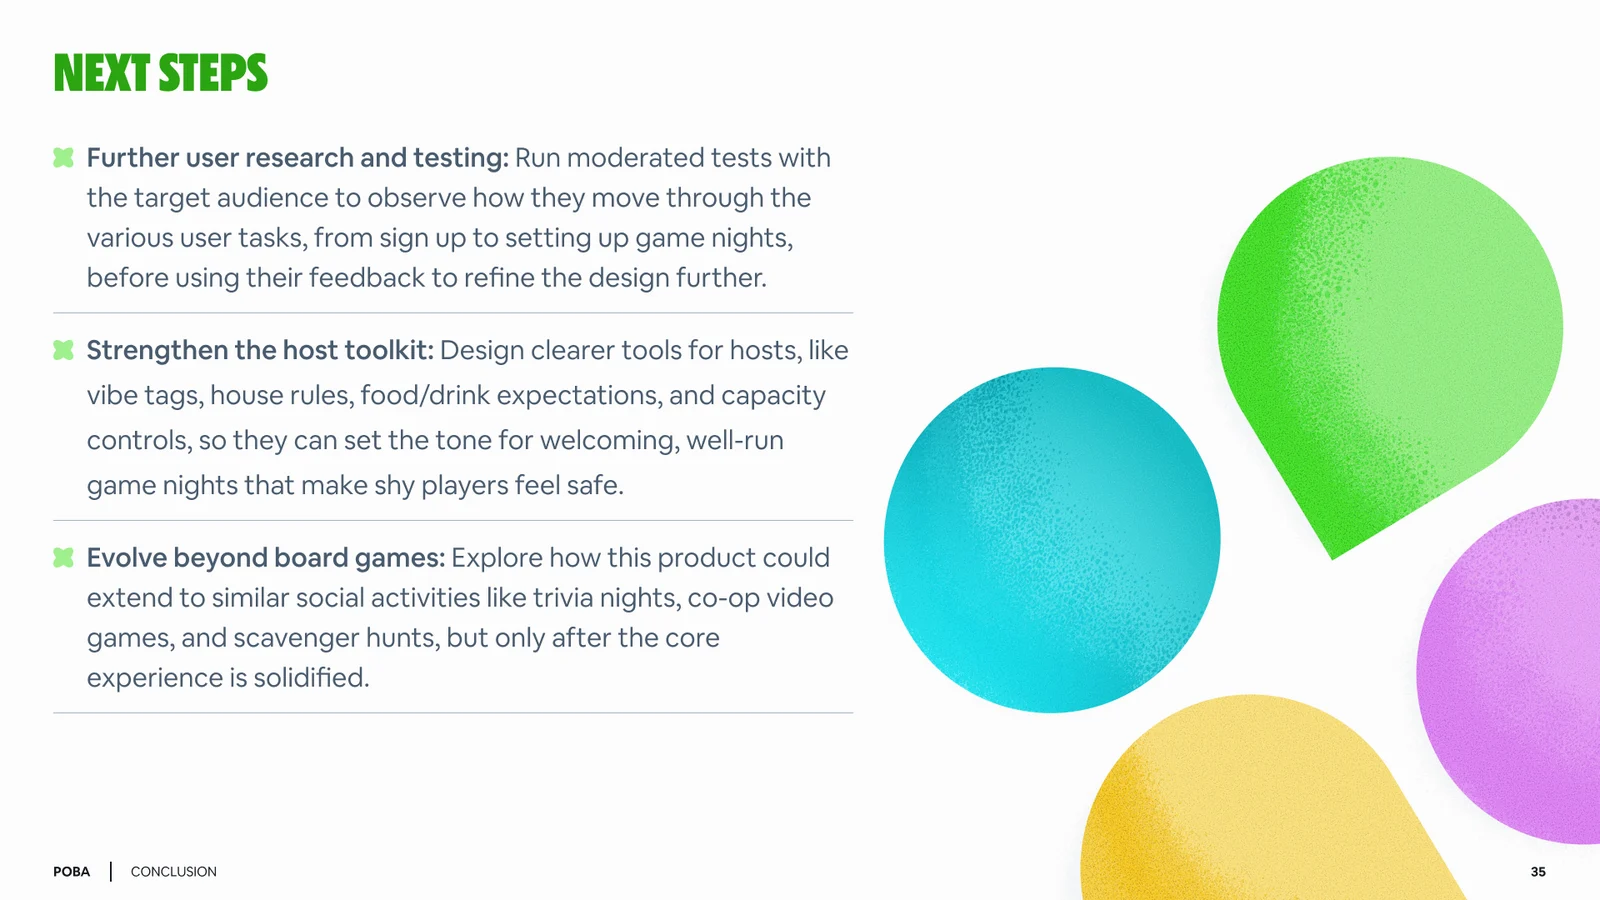 NEXT STEPS
Further user research and testing: Run moderated tests with
the target audience to observe how they move through the
various user tasks, from sign up to setting up game nights,
before using their feedback to refine the design further.
Strengthen the host toolkit: Design clearer tools for hosts, like
vibe tags, house rules, food/drink expectations, and capacity
controls, so they can set the tone for welcoming, well-run
game nights that make shy players feel safe.
Evolve beyond board games: Explore how this product could
extend to similar social activities like trivia nights, co-op video
games, and scavenger hunts, but only after the core
experience is solidified.
POBA | CONCLUSION
35